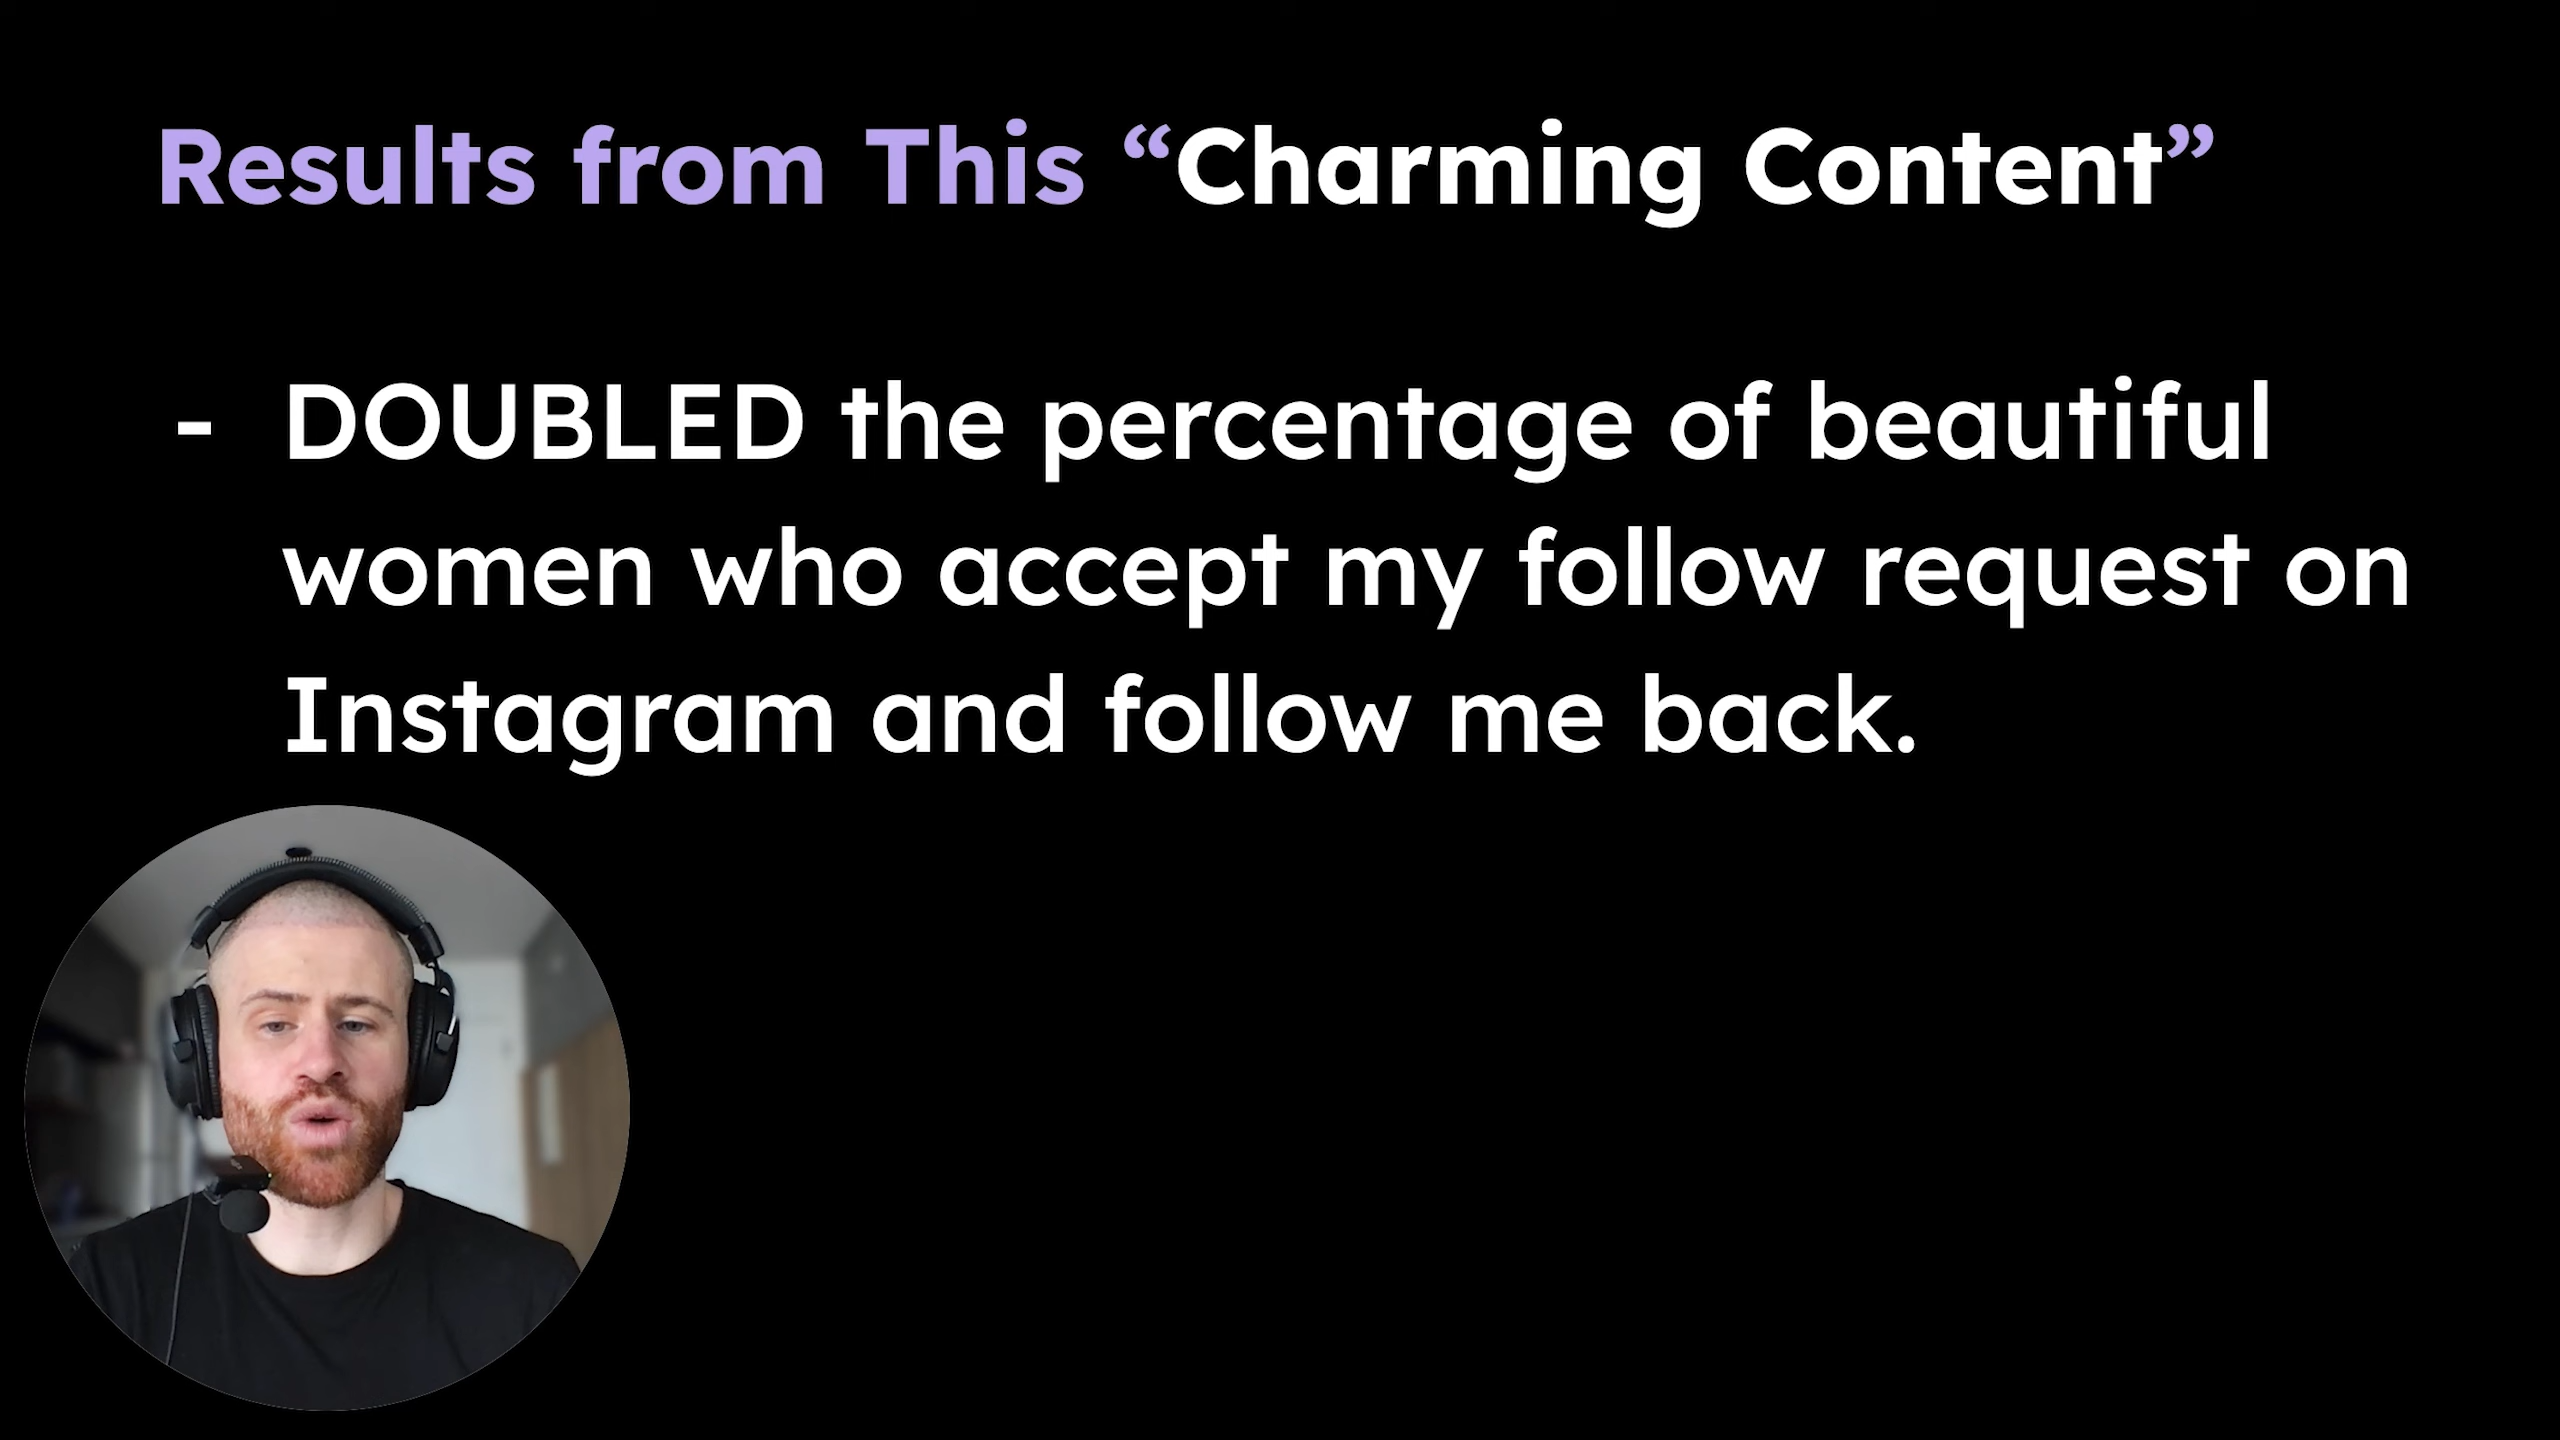 Results from This “Charming Content”
- DOUBLED the percentage of beautiful
women who accept my follow request on
Instagram and follow me back.